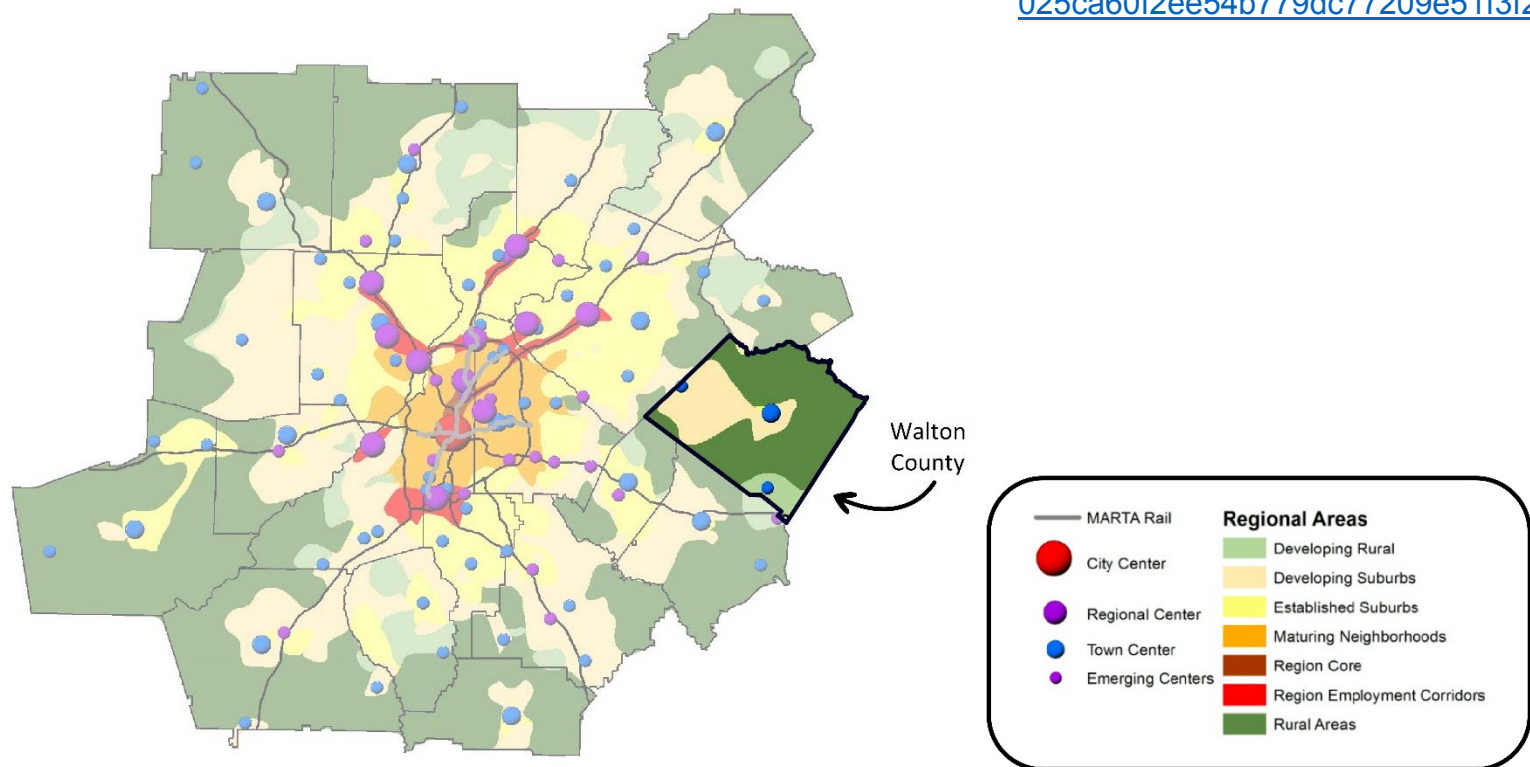 Walton
County
MARTA Rail
City Center
Regional Center
Town Center
Emerging Centers
Regional Areas
Developing Rural
Developing Suburbs
Established Suburbs
Maturing Neighborhoods
Region Core
Region Employment Corridors
Rural Areas